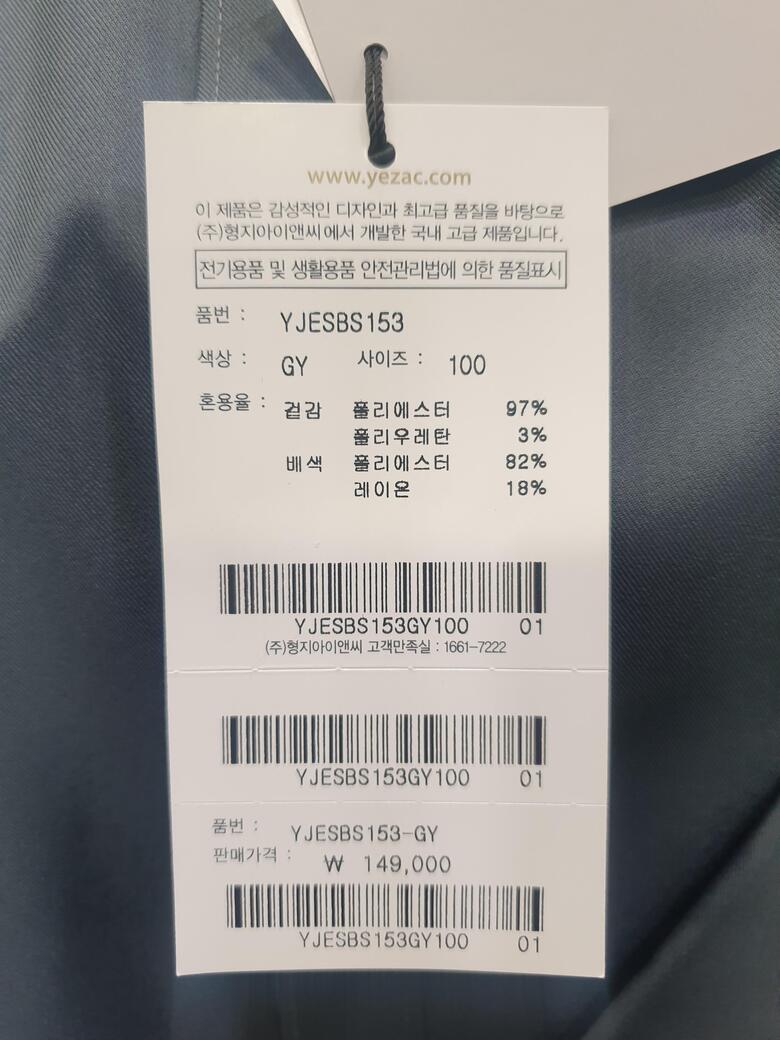 www.yezac.com
이 제품은 감성적인 디자인과 최고급 품질을 바탕으로
(주)형지아이앤씨에서 개발한 국내 고급 제품입니다.
전기용품 및 생활용품 안전관리법에 의한 품질표시
품번 : YJESBS153
색상 : GY 사이즈 : 100
혼용율 : 겉감 폴리에스터 97%
폴리우레탄 3%
배색 폴리에스터 82%
레이온 18%
YJESBS153GY100 01
(주)형지아이앤씨 고객만족실 : 1661-7222
YJESBS153GY100 01
품번 : YJESBS153-GY
판매가격 : ₩ 149,000
YJESBS153GY100 01